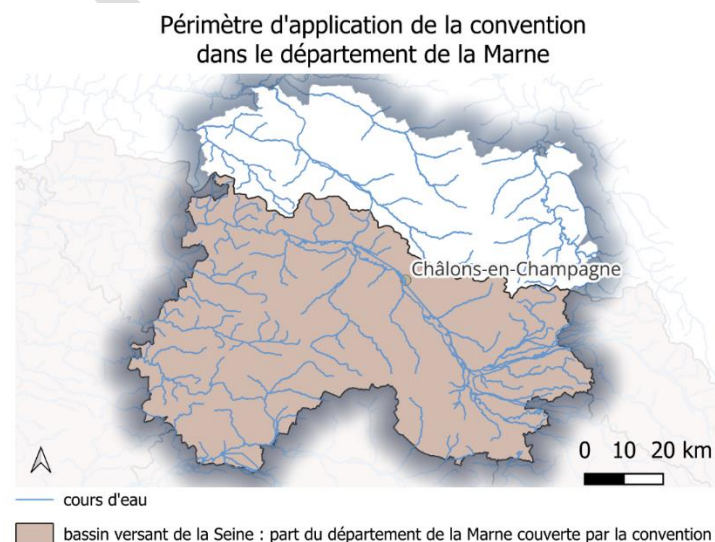 Périmètre d'application de la convention
dans le département de la Marne
Châlons-en-Champagne
0 10 20 km
cours d'eau
bassin versant de la Seine : part du département de la Marne couverte par la convention